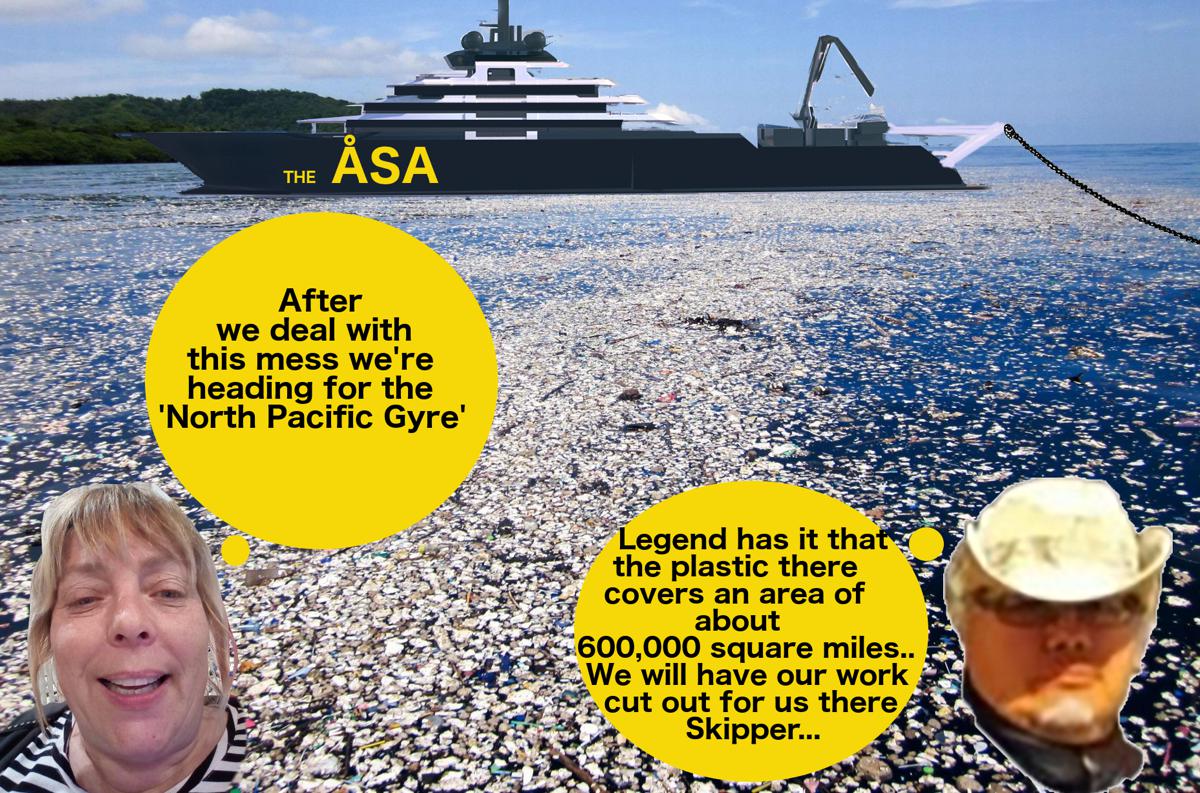 THE ÅSA
After
we deal with
this mess we're
heading for the
'North Pacific Gyre'
Legend has it that
the plastic there
covers an area of
about
600,000 square miles..
We will have our work
cut out for us there
Skipper...